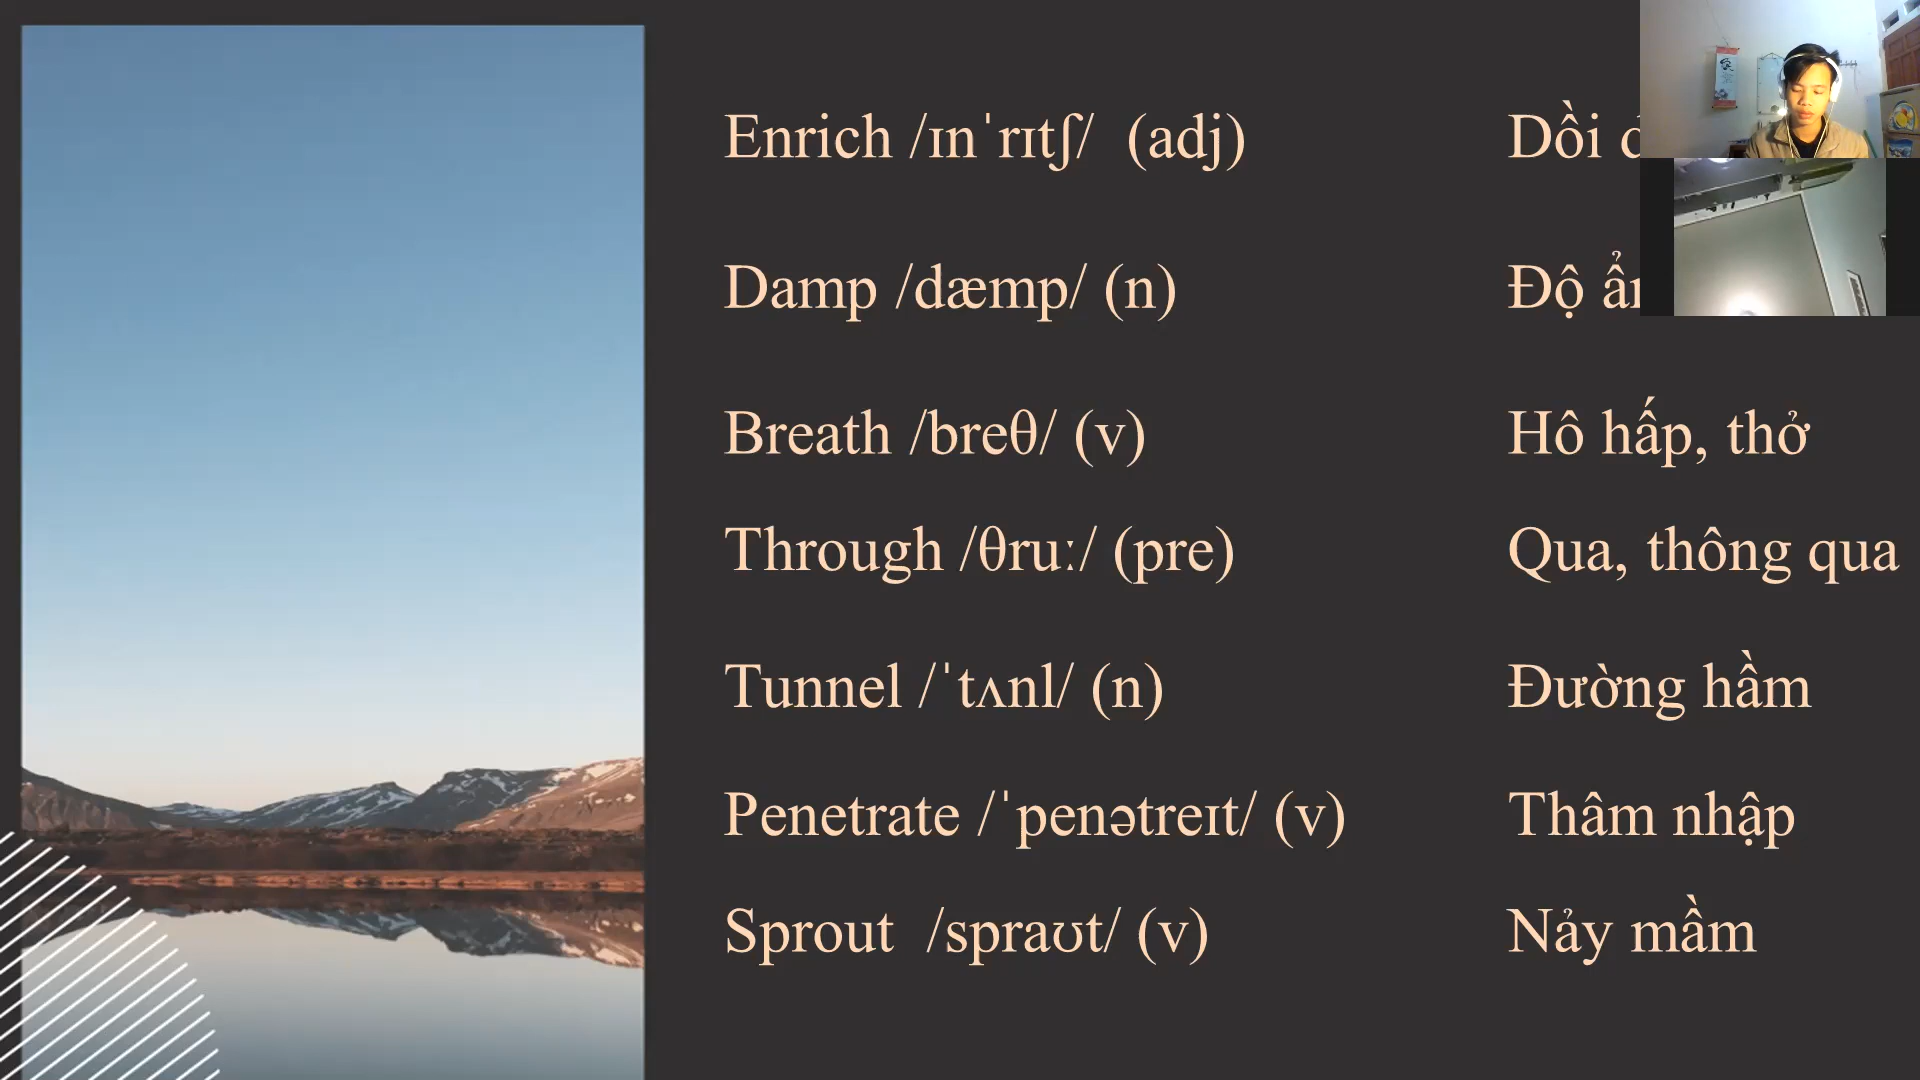 Enrich /ɪnˈrɪtʃ/ (adj) Dồi
Damp /dæmp/ (n) Độ
Breath /breθ/ (v) Hô hấp, thở
Through /θruː/ (pre) Qua, thông qua
Tunnel /ˈtʌnl/ (n) Đường hầm
Penetrate /ˈpenətreɪt/ (v) Thâm nhập
Sprout /spraʊt/ (v) Nảy mầm